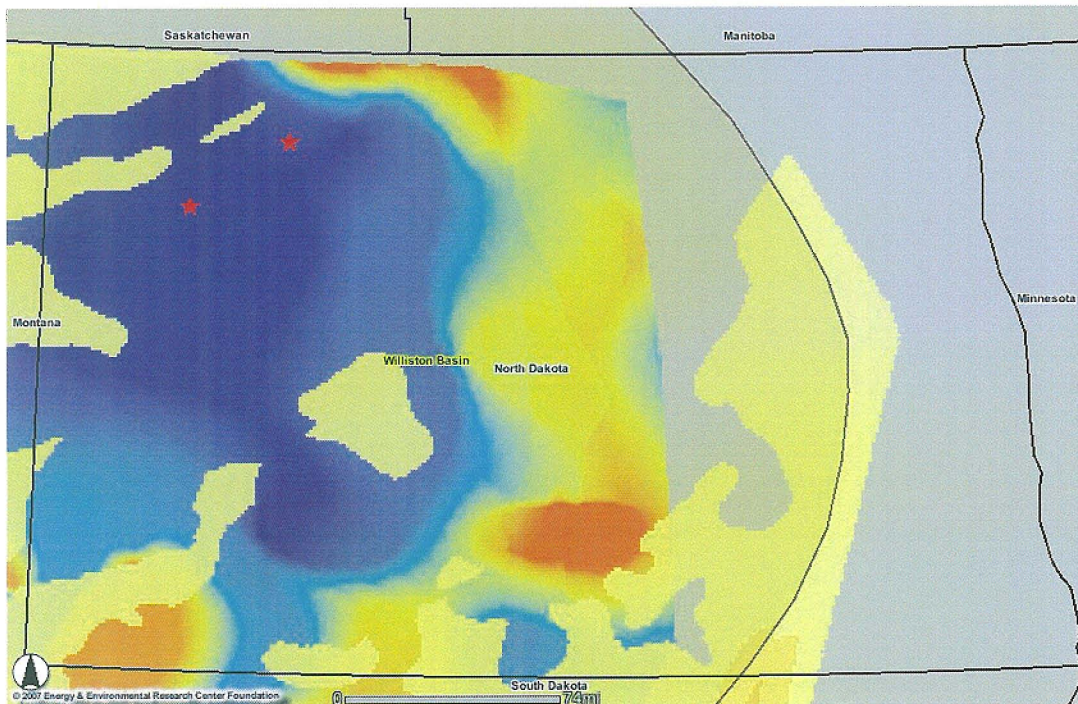 Saskatchewan
Manitoba
Minnesota
Montana
Williston Basin
North Dakota
South Dakota
© 2007 Energy & Environmental Research Center Foundation
0
74mi